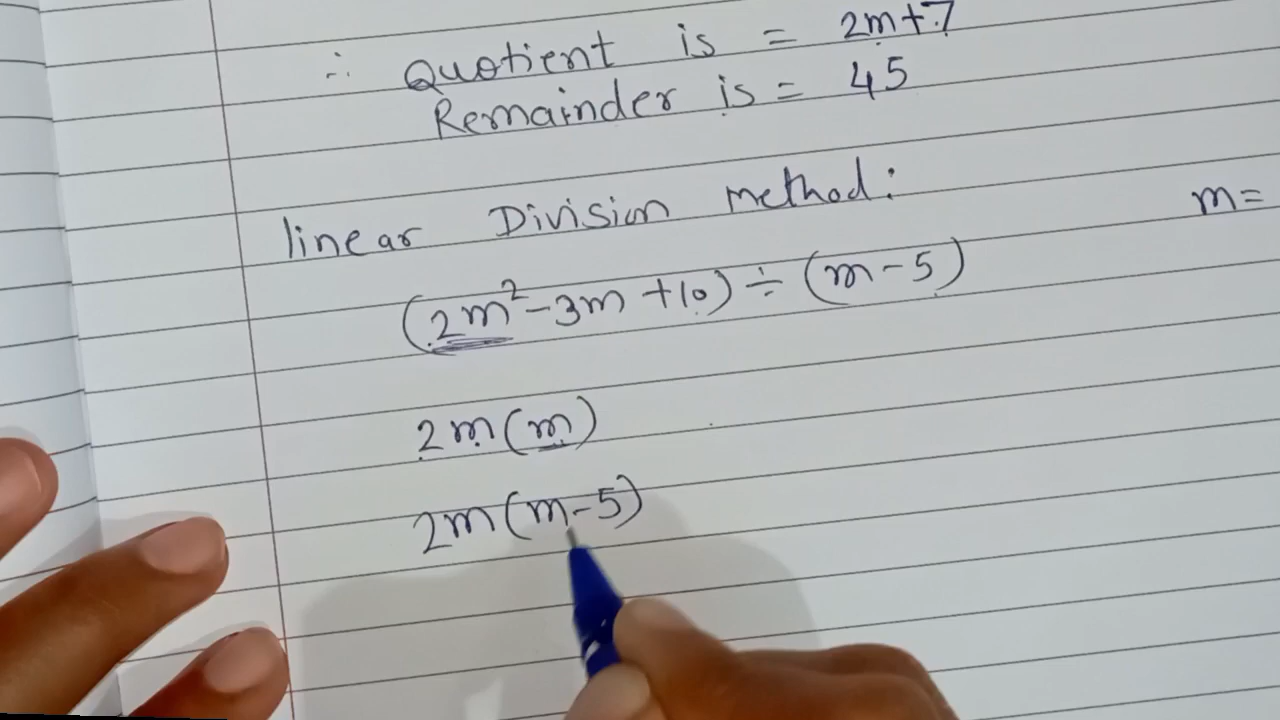 ∴ Quotient is = 2m+7
Remainder is = 45
linear Division method:
m=
(2m²-3m+10)÷(m-5)
2m(m)
2m(m-5)